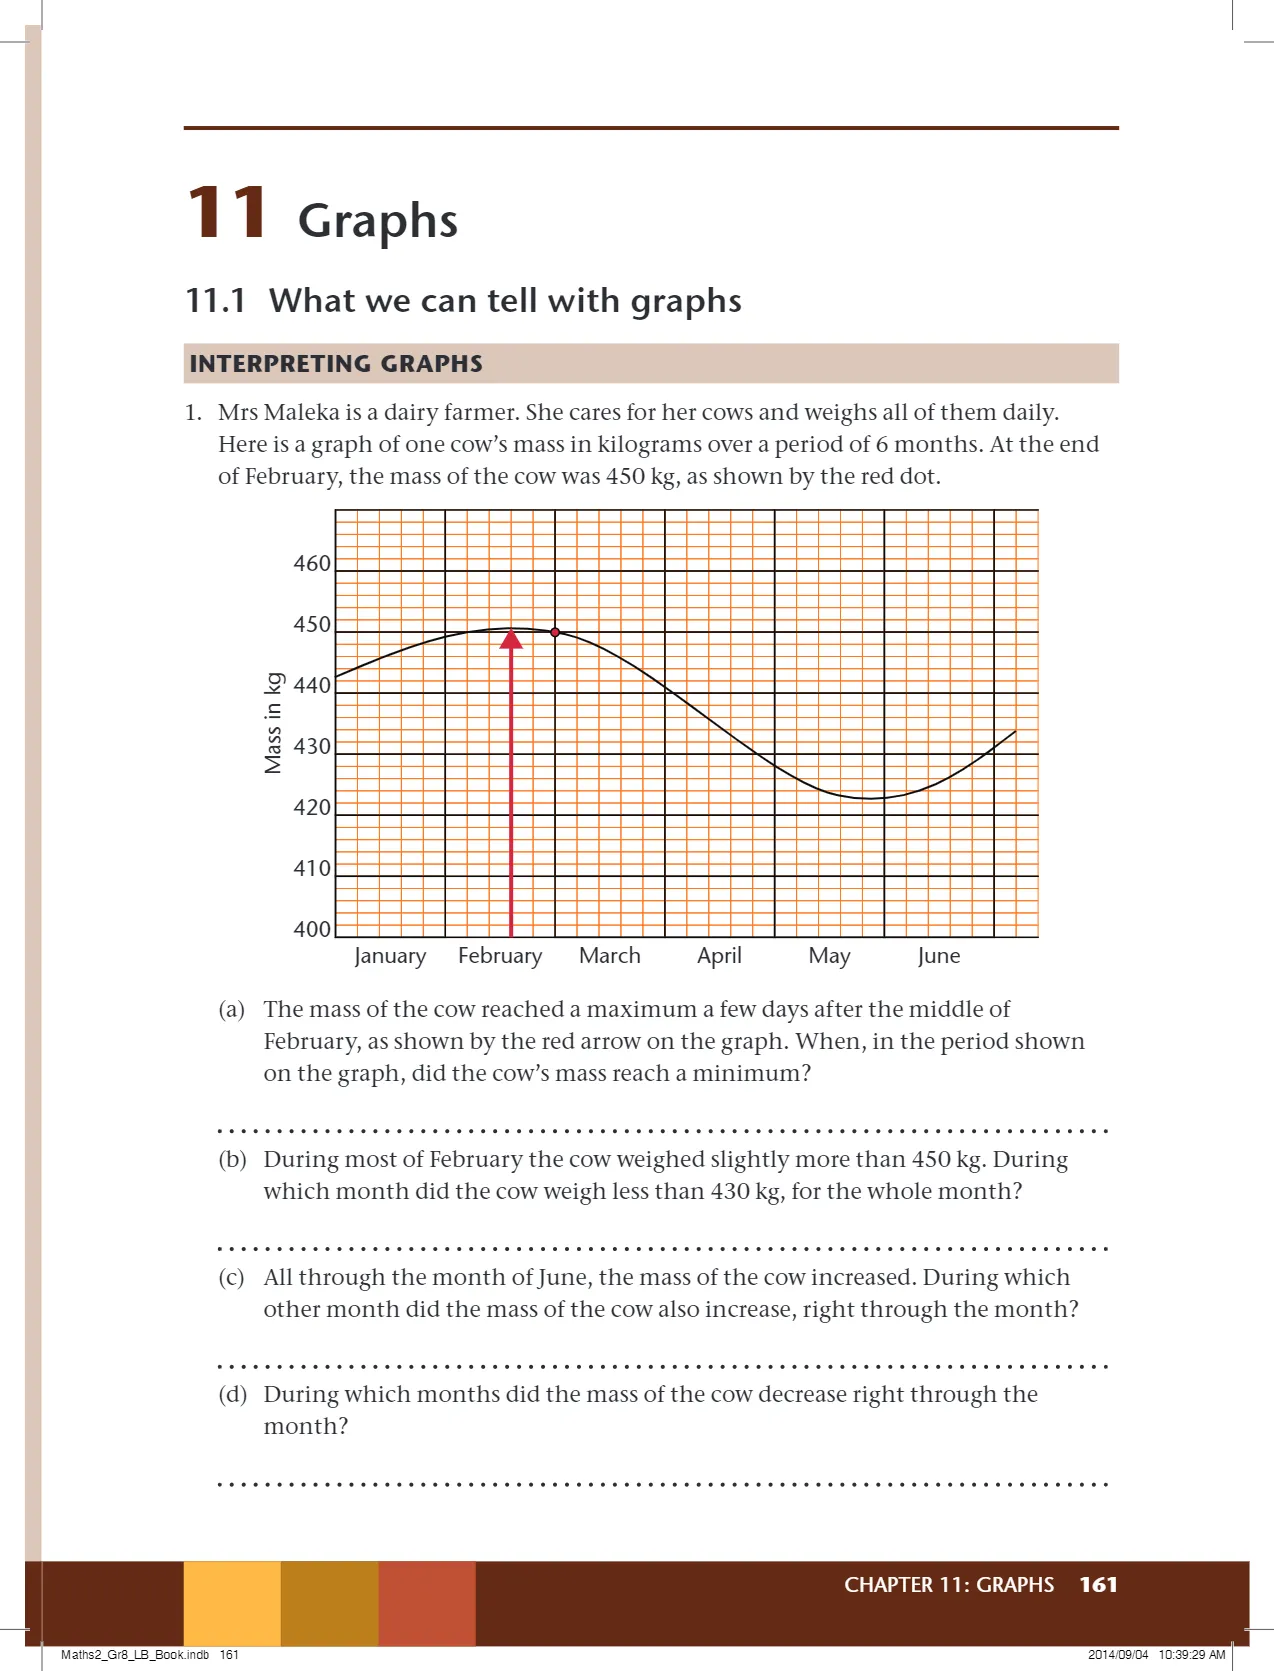 11 Graphs
11.1 What we can tell with graphs
INTERPRETING GRAPHS
1. Mrs Maleka is a dairy farmer. She cares for her cows and weighs all of them daily.
Here is a graph of one cow’s mass in kilograms over a period of 6 months. At the end
of February, the mass of the cow was 450 kg, as shown by the red dot.
460
450
440
430
420
410
400
Mass in kg
January February March April May June
(a) The mass of the cow reached a maximum a few days after the middle of
February, as shown by the red arrow on the graph. When, in the period shown
on the graph, did the cow’s mass reach a minimum?
(b) During most of February the cow weighed slightly more than 450 kg. During
which month did the cow weigh less than 430 kg, for the whole month?
(c) All through the month of June, the mass of the cow increased. During which
other month did the mass of the cow also increase, right through the month?
(d) During which months did the mass of the cow decrease right through the
month?
CHAPTER 11: GRAPHS 161
Maths2_Gr8_LB_Book.indb 161
2014/09/04 10:39:29 AM